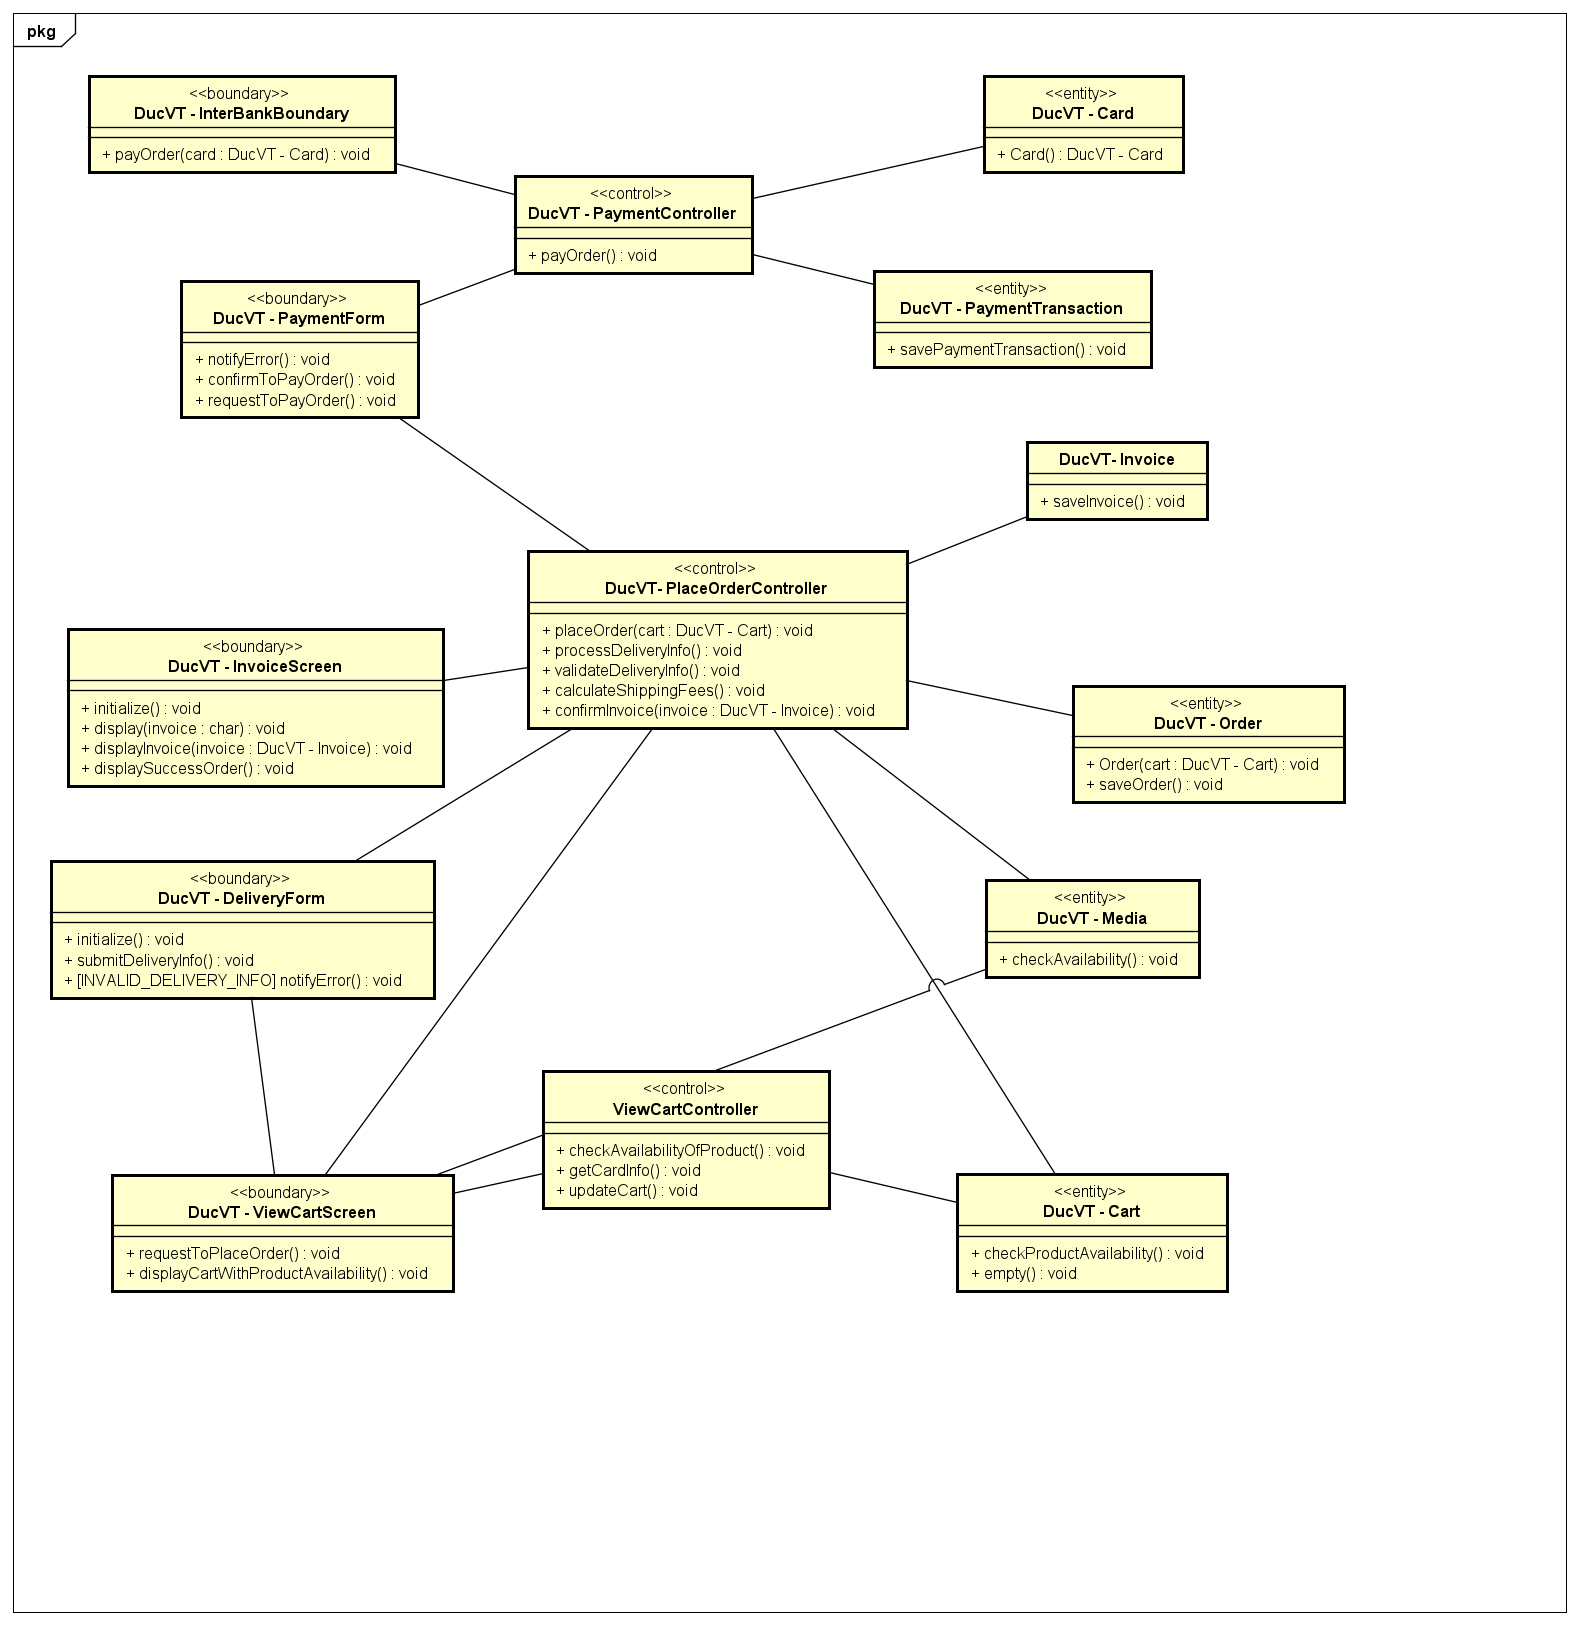 pkg
<<boundary>>
DucVT - InterBankBoundary
+ payOrder(card : DucVT - Card) : void
<<entity>>
DucVT - Card
+ Card() : DucVT - Card
<<control>>
DucVT - PaymentController
+ payOrder() : void
<<boundary>>
DucVT - PaymentForm
+ notifyError() : void
+ confirmToPayOrder() : void
+ requestToPayOrder() : void
<<entity>>
DucVT - PaymentTransaction
+ savePaymentTransaction() : void
DucVT- Invoice
+ saveInvoice() : void
<<control>>
DucVT- PlaceOrderController
+ placeOrder(cart : DucVT - Cart) : void
+ processDeliveryInfo() : void
+ validateDeliveryInfo() : void
+ calculateShippingFees() : void
+ confirmInvoice(invoice : DucVT - Invoice) : void
<<boundary>>
DucVT - InvoiceScreen
+ initialize() : void
+ display(invoice : char) : void
+ displayInvoice(invoice : DucVT - Invoice) : void
+ displaySuccessOrder() : void
<<entity>>
DucVT - Order
+ Order(cart : DucVT - Cart) : void
+ saveOrder() : void
<<boundary>>
DucVT - DeliveryForm
+ initialize() : void
+ submitDeliveryInfo() : void
+ [INVALID_DELIVERY_INFO] notifyError() : void
<<entity>>
DucVT - Media
+ checkAvailability() : void
<<control>>
ViewCartController
+ checkAvailabilityOfProduct() : void
+ getCardInfo() : void
+ updateCart() : void
<<boundary>>
DucVT - ViewCartScreen
+ requestToPlaceOrder() : void
+ displayCartWithProductAvailability() : void
<<entity>>
DucVT - Cart
+ checkProductAvailability() : void
+ empty() : void